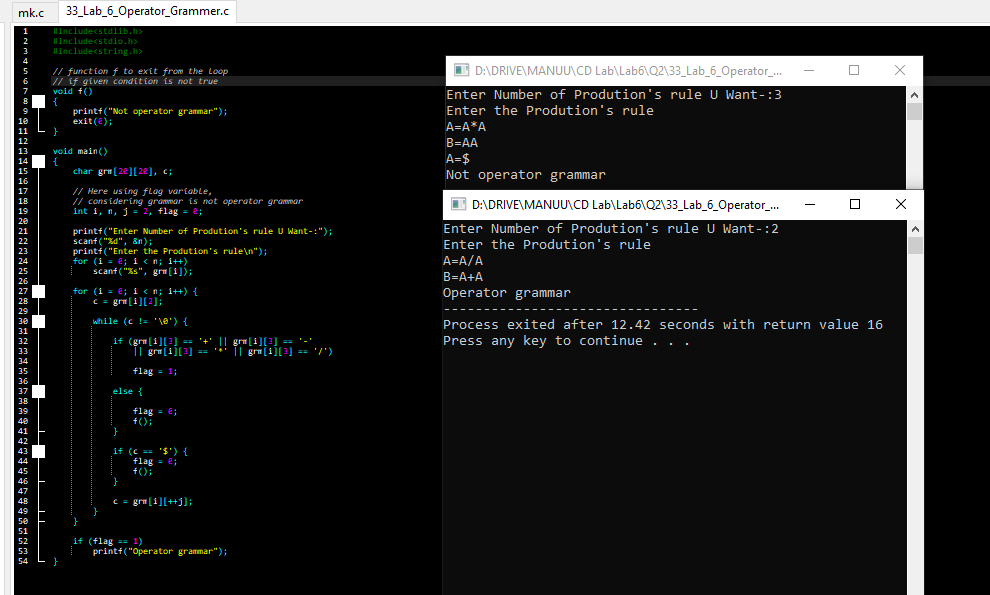 mk.c
33_Lab_6_Operator_Grammer.c
1 #include<stdlib.h>
2 #include<stdio.h>
3 #include<string.h>
4
5 // function f to exit from the loop
6 // if given condition is not true
7 void f()
8 {
9 printf("Not operator grammar");
10 exit(0);
11 }
12
13 void main()
14 {
15 char grm[20][20], c;
16
17 // Here using flag variable,
18 // considering grammar is not operator grammar
19 int i, n, j = 2, flag = 0;
20
21 printf("Enter Number of Prodution's rule U Want-:");
22 scanf("%d", &n);
23 printf("Enter the Prodution's rule\n");
24 for (i = 0; i < n; i++)
25 scanf("%s", grm[i]);
26
27 for (i = 0; i < n; i++) {
28 c = grm[i][2];
29
30 while (c != '\0') {
31
32 if (grm[i][3] == '+' || grm[i][3] == '-'
33 || grm[i][3] == '*' || grm[i][3] == '/')
34
35 flag = 1;
36
37 else {
38
39 flag = 0;
40 f();
41 }
42
43 if (c == '$') {
44 flag = 0;
45 f();
46 }
47
48 c = grm[i][++j];
49 }
50 }
51
52 if (flag == 1)
53 printf("Operator grammar");
54 }
D:\DRIVE\MANUU\CD Lab\Lab6\Q2\33_Lab_6_Operator_...
Enter Number of Prodution's rule U Want-:3
Enter the Prodution's rule
A=A*A
B=AA
A=$
Not operator grammar
D:\DRIVE\MANUU\CD Lab\Lab6\Q2\33_Lab_6_Operator_...
Enter Number of Prodution's rule U Want-:2
Enter the Prodution's rule
A=A/A
B=A+A
Operator grammar
--------------------------------
Process exited after 12.42 seconds with return value 16
Press any key to continue . . .